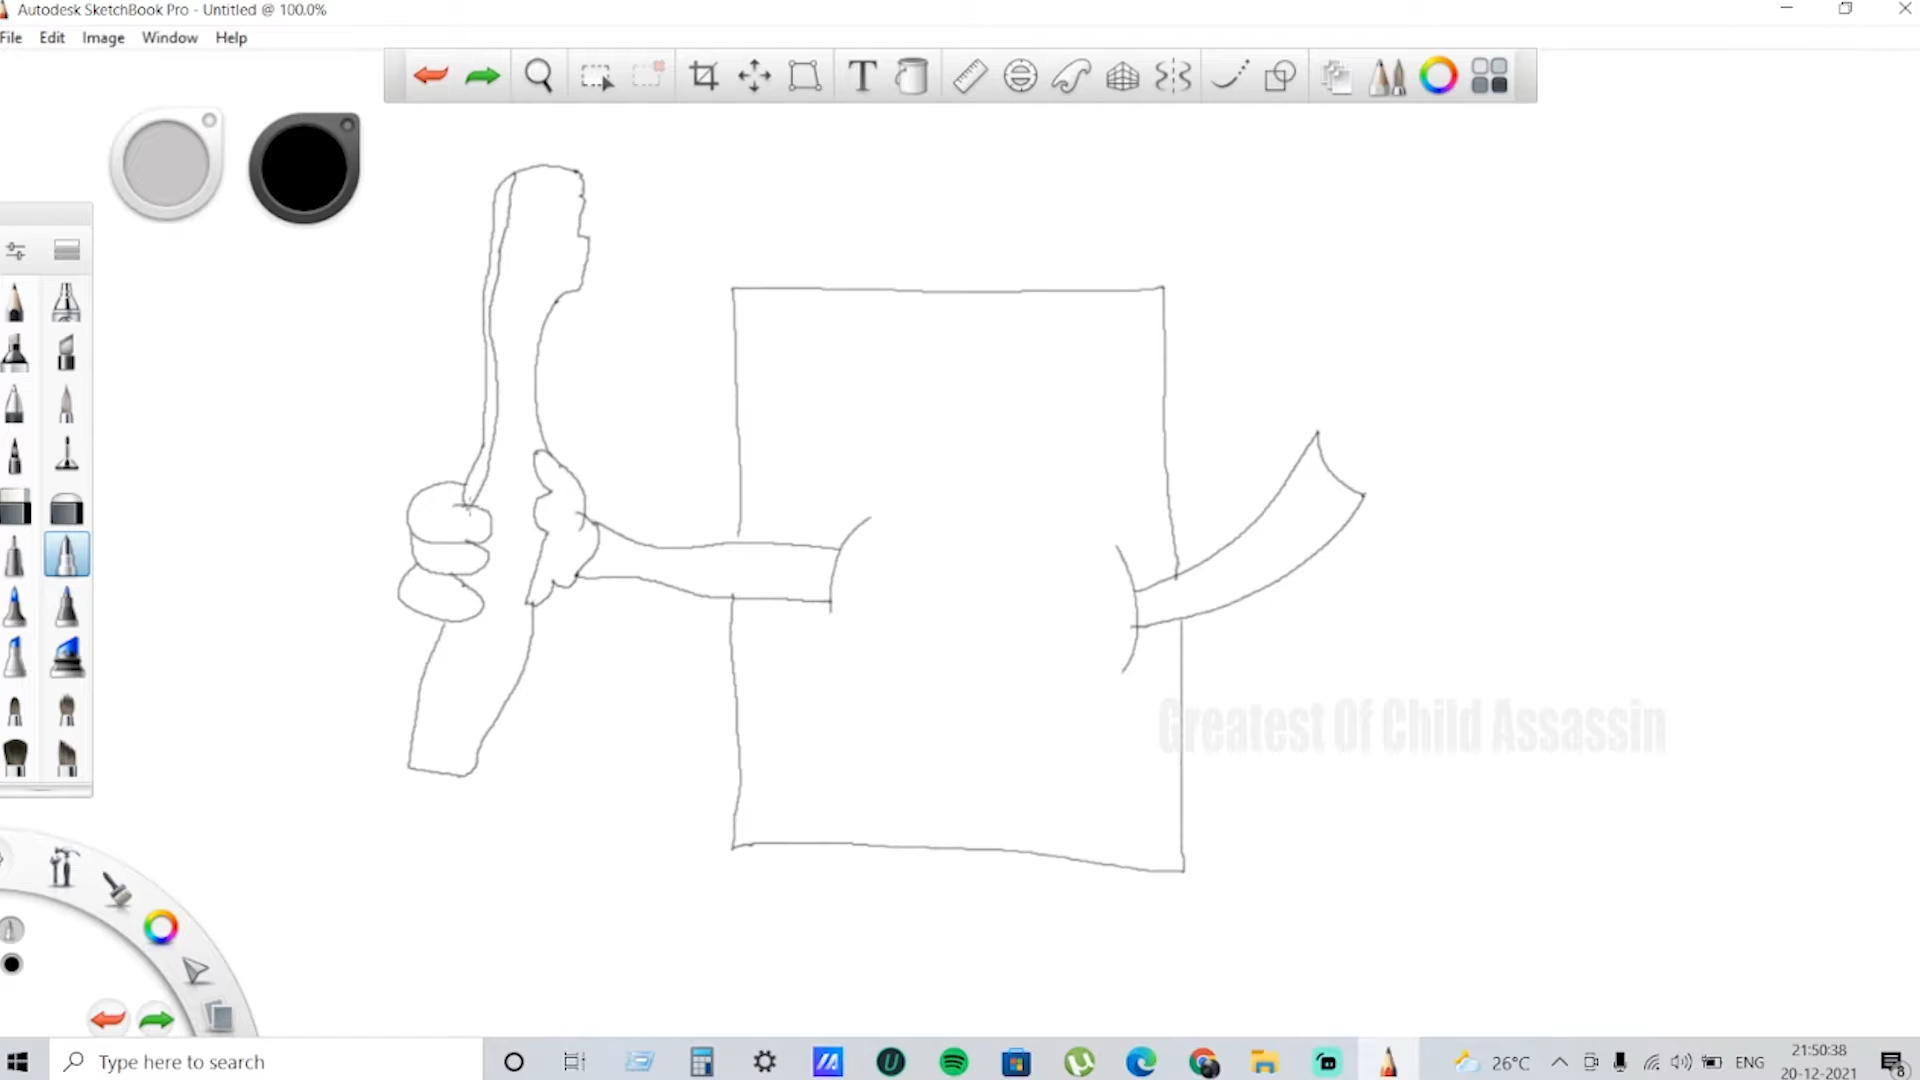 Autodesk SketchBook Pro - Untitled @ 100.0%
File Edit Image Window Help
T
Greatest Of Child Assassin
Type here to search
26°C
ENG
21:50:38
20-12-2021
8